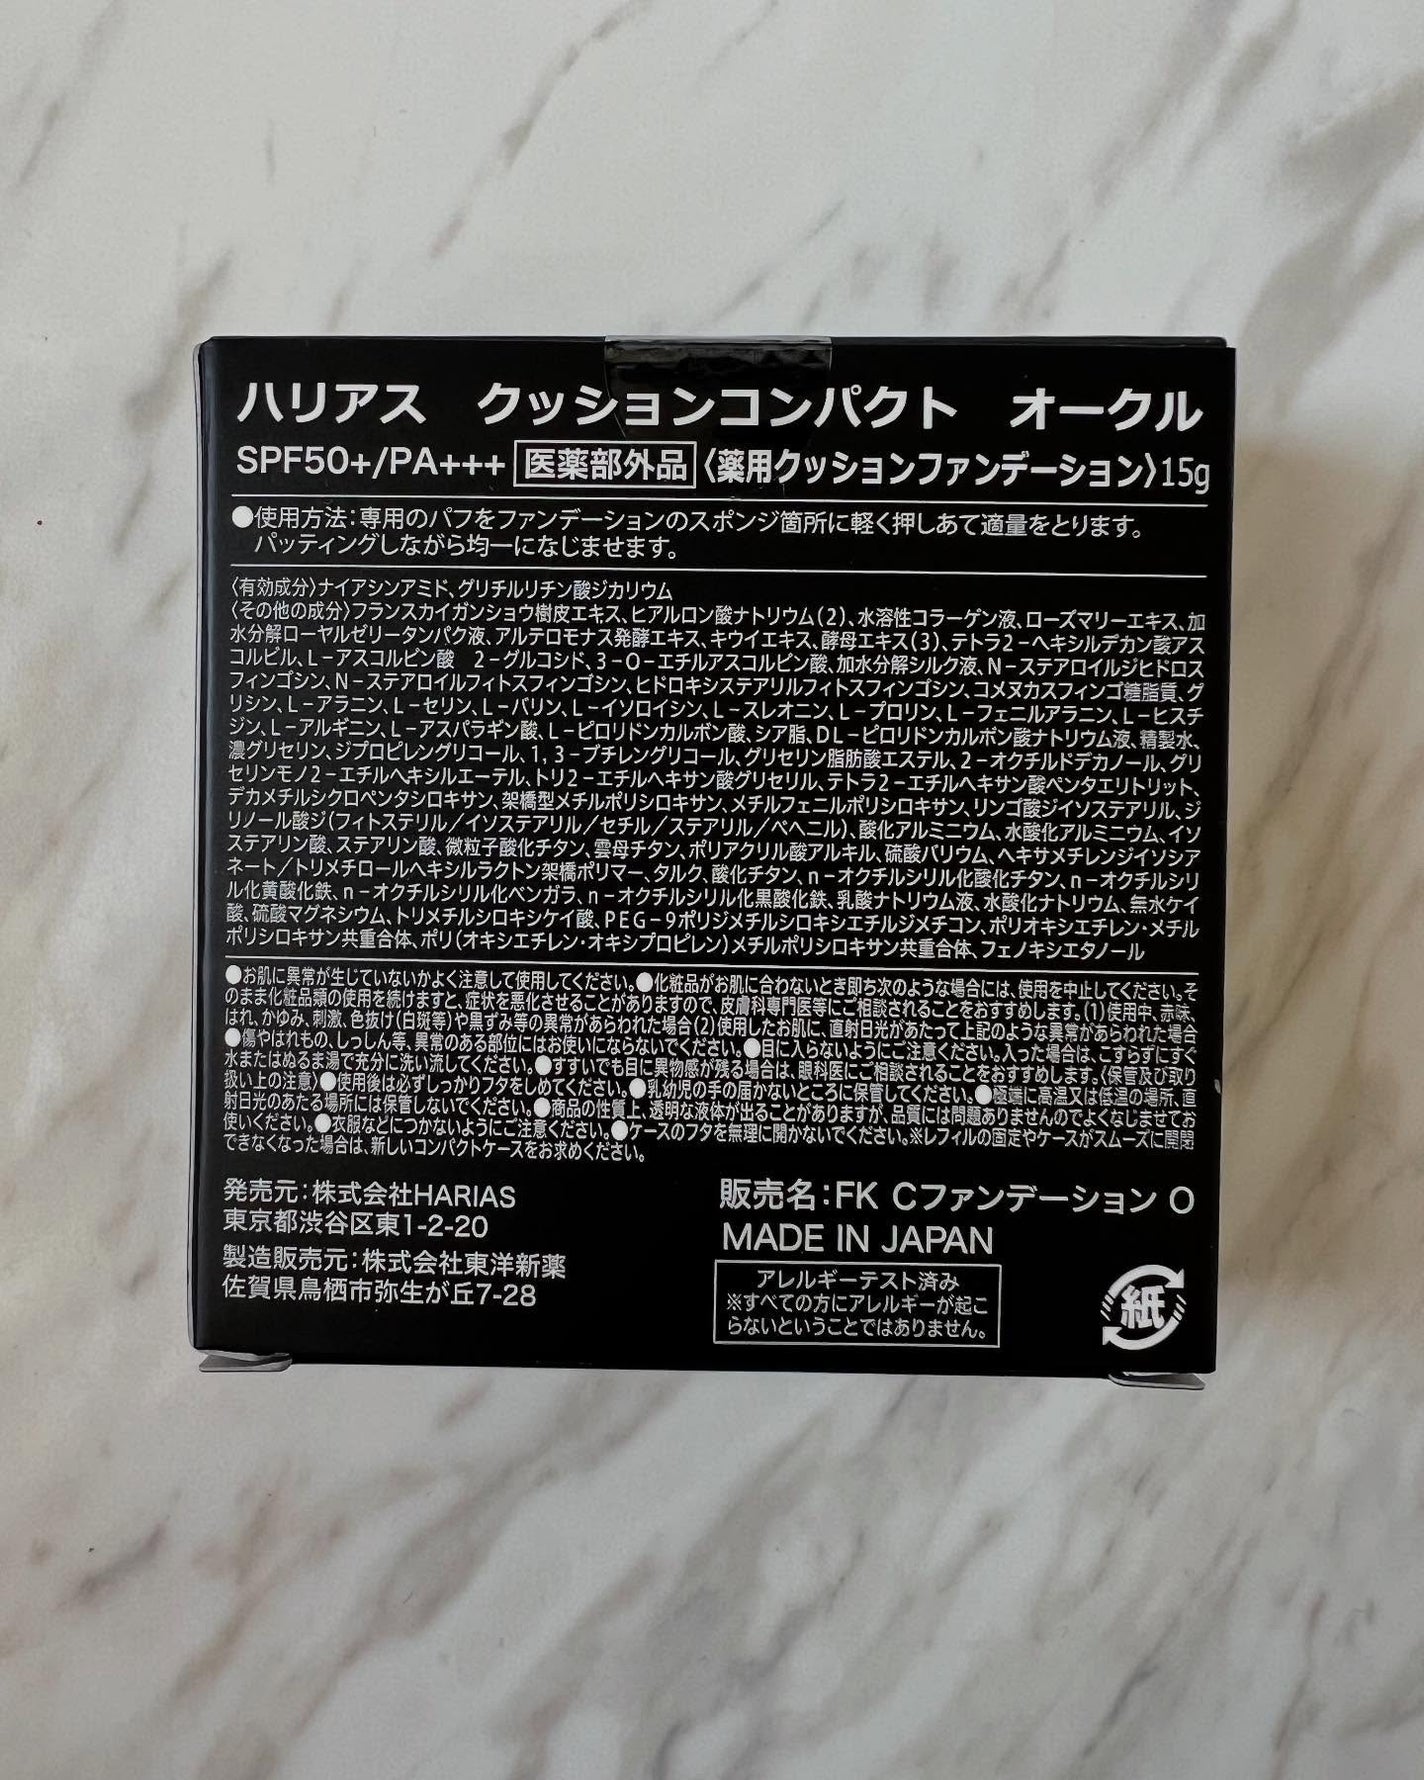 ハリアス　クッションコンパクト　オークル
SPF50+/PA+++ 医薬部外品 〈薬用クッションファンデーション〉15g
●使用方法：専用のパフをファンデーションのスポンジ箇所に軽く押しあて適量をとります。
パッティングしながら均一になじませます。
〈有効成分〉ナイアシンアミド、グリチルリチン酸ジカリウム
〈その他の成分〉フランスカイガンショウ樹皮エキス、ヒアルロン酸ナトリウム(2)、水溶性コラーゲン液、ローズマリーエキス、加
水分解ローヤルゼリータンパク液、アルテロモナス発酵エキス、キウイエキス、酵母エキス(3)、テトラ2−ヘキシルデカン酸アス
コルビル、L−アスコルビン酸　2−グルコシド、3−O−エチルアスコルビン酸、加水分解シルク液、N−ステアロイルジヒドロス
フィンゴシン、N−ステアロイルフィトスフィンゴシン、ヒドロキシステアリルフィトスフィンゴシン、コメヌカスフィンゴ糖脂質、グ
リシン、L−アラニン、L−セリン、L−バリン、L−イソロイシン、L−スレオニン、L−プロリン、L−フェニルアラニン、L−ヒスチ
ジン、L−アルギニン、L−アスパラギン酸、L−ピロリドンカルボン酸、シア脂、DL−ピロリドンカルボン酸ナトリウム液、精製水、
濃グリセリン、ジプロピレングリコール、1，3−ブチレングリコール、グリセリン脂肪酸エステル、2−オクチルドデカノール、グリ
セリンモノ2−エチルヘキシルエーテル、トリ2−エチルヘキサン酸グリセリル、テトラ2−エチルヘキサン酸ペンタエリトリット、
デカメチルシクロペンタシロキサン、架橋型メチルポリシロキサン、メチルフェニルポリシロキサン、リンゴ酸ジイソステアリル、ジ
リノール酸ジ(フィトステリル／イソステアリル／セチル／ステアリル／ベヘニル)、酸化アルミニウム、水酸化アルミニウム、イソ
ステアリン酸、ステアリン酸、微粒子酸化チタン、雲母チタン、ポリアクリル酸アルキル、硫酸バリウム、ヘキサメチレンジイソシア
ネート／トリメチロールヘキシルラクトン架橋ポリマー、タルク、酸化チタン、n−オクチルシリル化酸化チタン、n−オクチルシリ
ル化黄酸化鉄、n−オクチルシリル化ベンガラ、n−オクチルシリル化黒酸化鉄、乳酸ナトリウム液、水酸化ナトリウム、無水ケイ
酸、硫酸マグネシウム、トリメチルシロキシケイ酸、PEG−9ポリジメチルシロキシエチルジメチコン、ポリオキシエチレン・メチル
ポリシロキサン共重合体、ポリ(オキシエチレン・オキシプロピレン)メチルポリシロキサン共重合体、フェノキシエタノール
●お肌に異常が生じていないかよく注意して使用してください。●化粧品がお肌に合わないとき即ち次のような場合には、使用を中止してください。そ
のまま化粧品類の使用を続けますと、症状を悪化させることがありますので、皮膚科専門医等にご相談されることをおすすめします。(1)使用中、赤味、
はれ、かゆみ、刺激、色抜け(白斑等)や黒ずみ等の異常があらわれた場合(2)使用したお肌に、直射日光があたって上記のような異常があらわれた場合
●傷やはれもの、しっしん等、異常のある部位にはお使いにならないでください。●目に入らないようにご注意ください。入った場合は、こすらずにすぐ
水またはぬるま湯で充分に洗い流してください。●すすいでも目に異物感が残る場合は、眼科医にご相談されることをおすすめします。〈保管及び取り
扱い上の注意〉●使用後は必ずしっかりフタをしめてください。●乳幼児の手の届かないところに保管してください。●極端に高温又は低温の場所、直
射日光のあたる場所には保管しないでください。●商品の性質上、透明な液体が出ることがありますが、品質には問題ありませんのでよくなじませてお
使いください。●衣服などにつかないようにご注意ください。●ケースのフタを無理に開かないでください。※レフィルの固定やケースがスムーズに開閉
できなくなった場合は、新しいコンパクトケースをお求めください。
発売元：株式会社HARIAS
東京都渋谷区東1-2-20
製造販売元：株式会社東洋新薬
佐賀県鳥栖市弥生が丘7-28
販売名：FK Cファンデーション O
MADE IN JAPAN
アレルギーテスト済み
※すべての方にアレルギーが起こ
らないということではありません。
紙